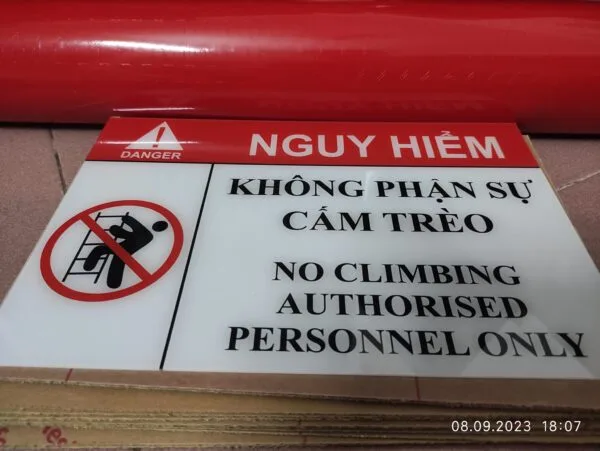 NGUY HIỂM
DANGER
KHÔNG PHẬN SỰ
CẤM TRÈO
NO CLIMBING
AUTHORISED
PERSONNEL ONLY
08.09.2023 18:07